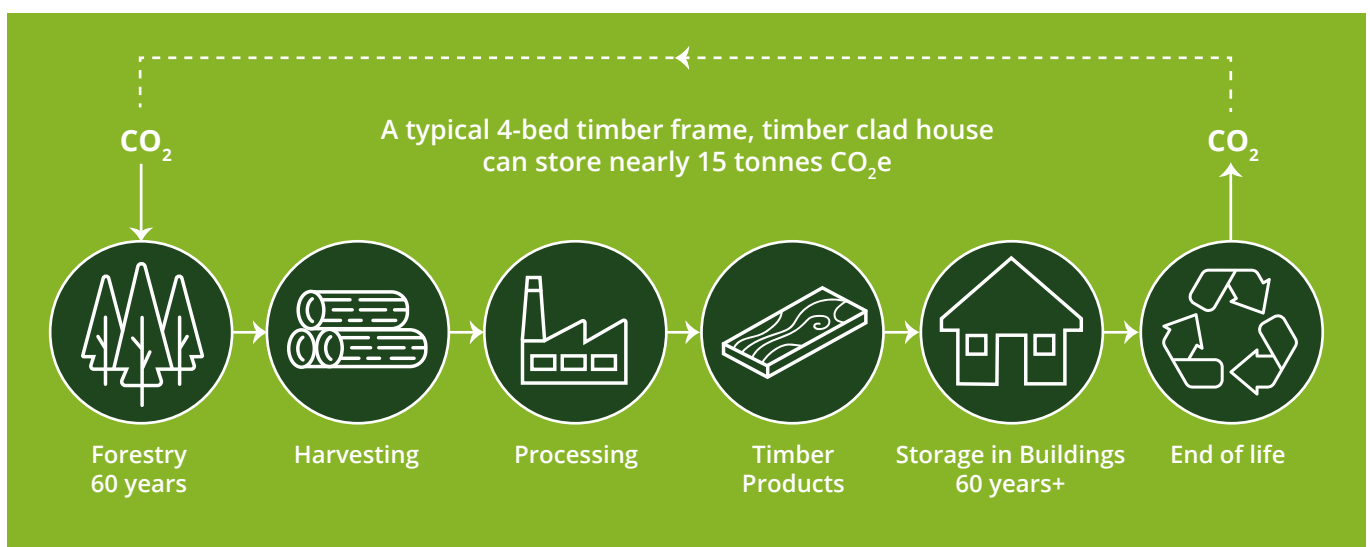 CO₂
A typical 4-bed timber frame, timber clad house
can store nearly 15 tonnes CO₂e
CO₂
Forestry
60 years
Harvesting
Processing
Timber
Products
Storage in Buildings
60 years+
End of life